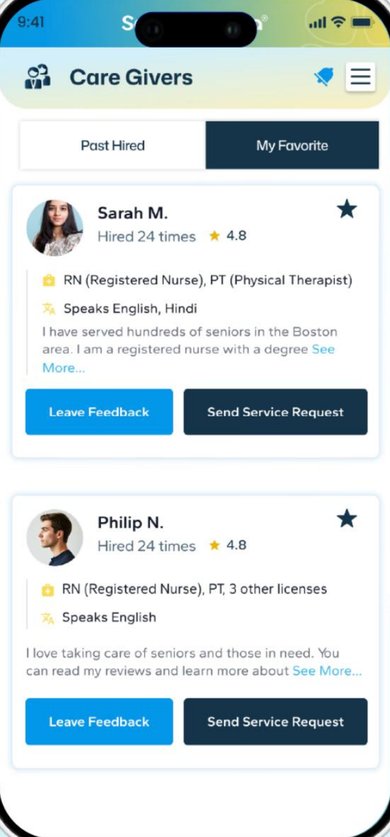 9:41
Care Givers
Past Hired
My Favorite
Sarah M.
Hired 24 times 4.8
RN (Registered Nurse), PT (Physical Therapist)
Speaks English, Hindi
I have served hundreds of seniors in the Boston
area. I am a registered nurse with a degree See
More...
Leave Feedback
Send Service Request
Philip N.
Hired 24 times 4.8
RN (Registered Nurse), PT, 3 other licenses
Speaks English
I love taking care of seniors and those in need. You
can read my reviews and learn more about See More...
Leave Feedback
Send Service Request